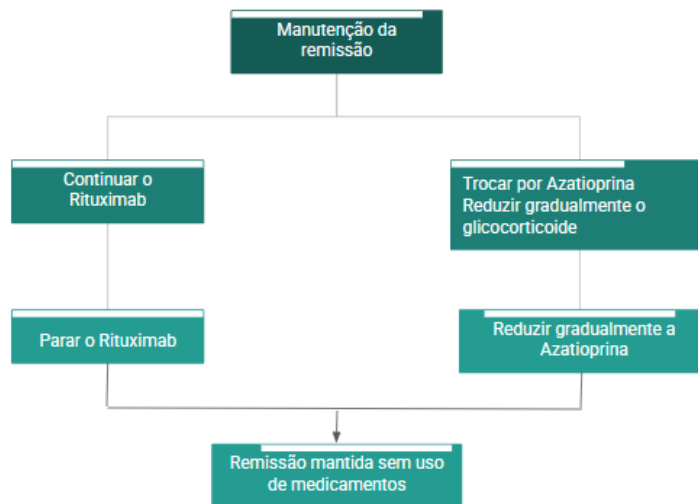 Manutenção da
remissão
Continuar o
Rituximab
Trocar por Azatioprina
Reduzir gradualmente o
glicocorticoide
Parar o Rituximab
Reduzir gradualmente a
Azatioprina
Remissão mantida sem uso
de medicamentos